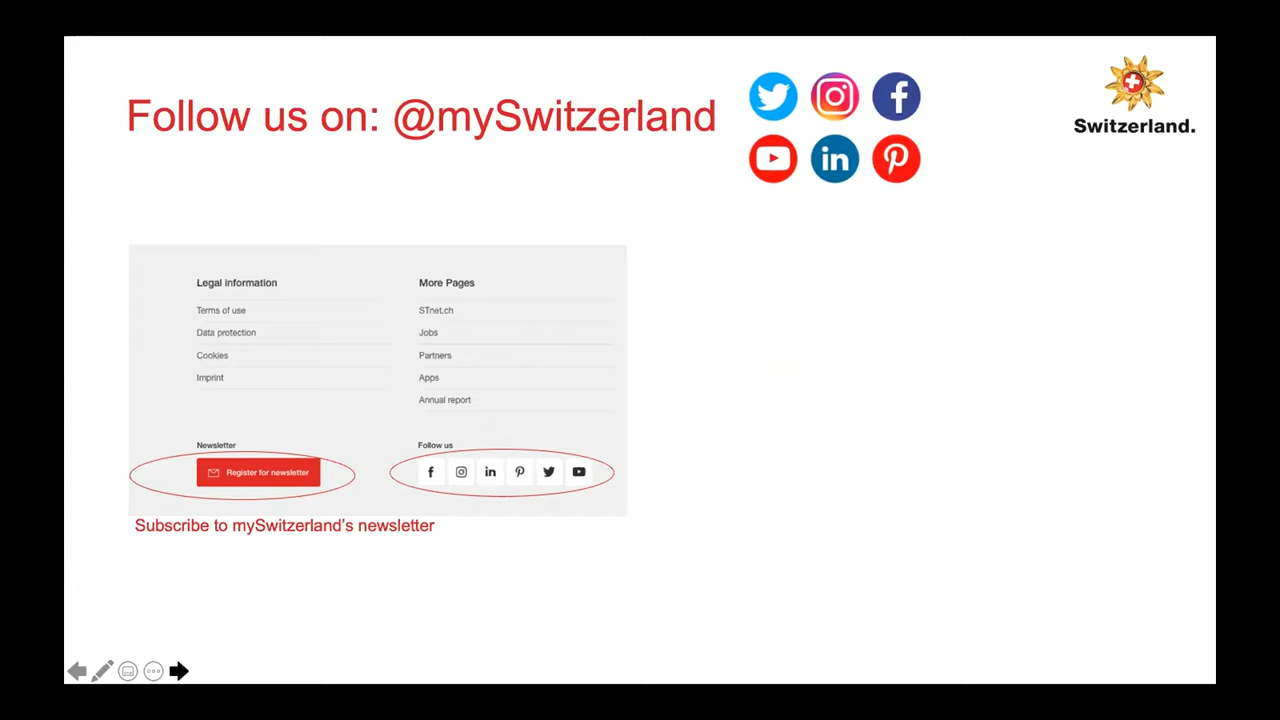 Follow us on: @mySwitzerland
Switzerland.
Legal information
Terms of use
Data protection
Cookies
Imprint
More Pages
STnet.ch
Jobs
Partners
Apps
Annual report
Newsletter
Register for newsletter
Follow us
Subscribe to mySwitzerland's newsletter